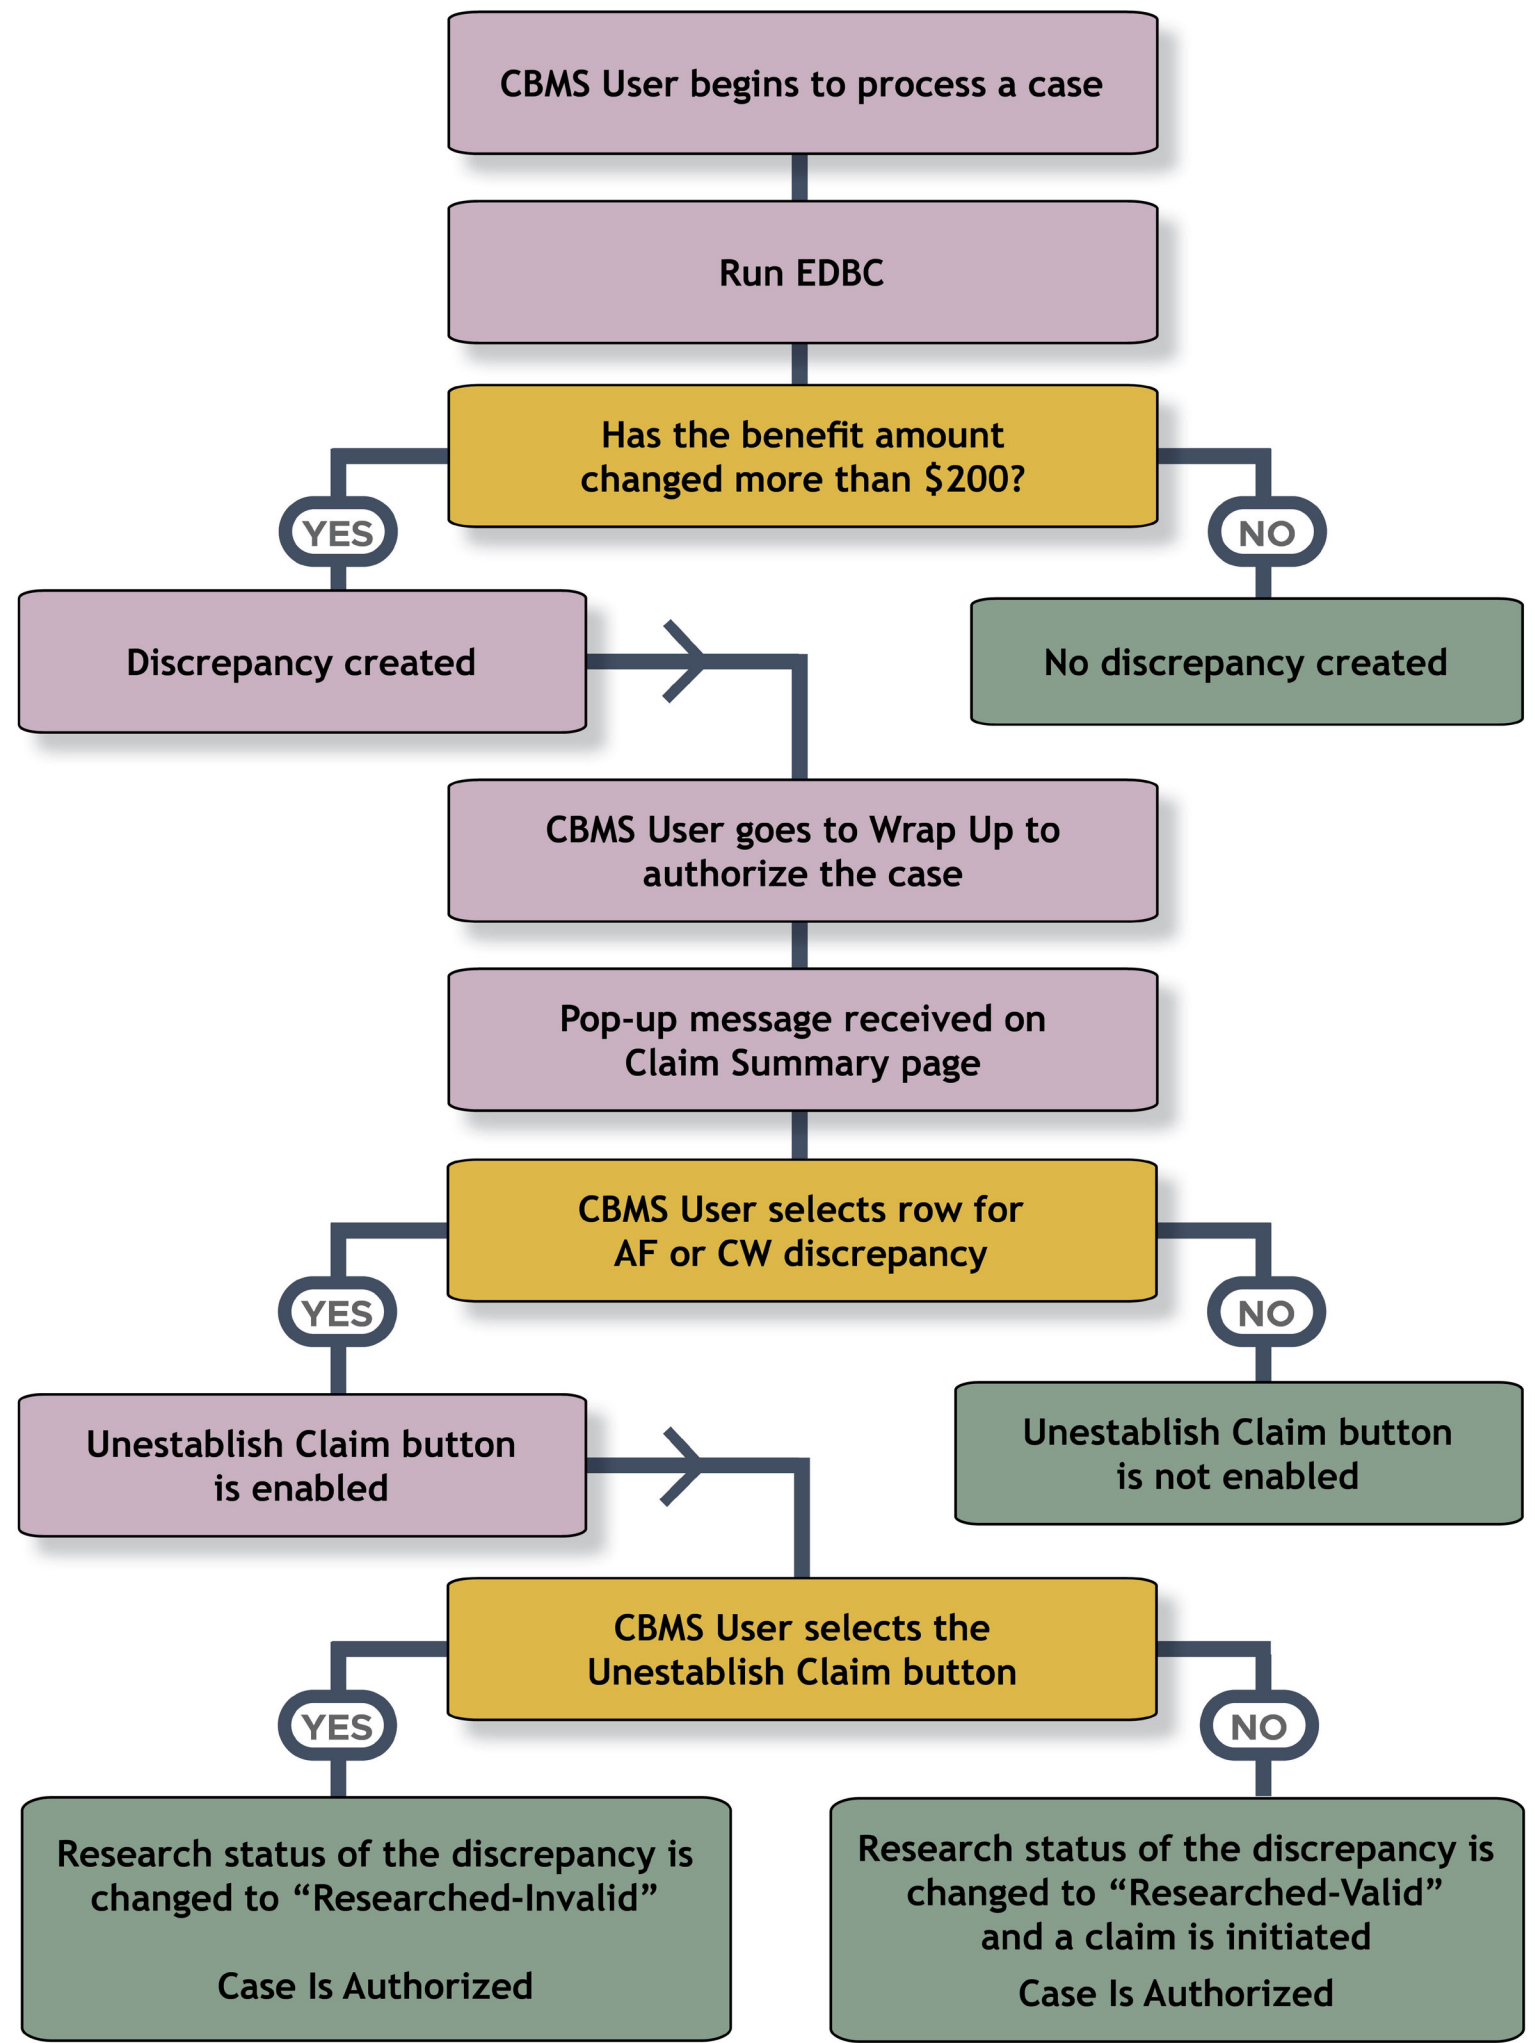 CBMS User begins to process a case
Run EDBC
Has the benefit amount
changed more than $200?
YES
NO
Discrepancy created
No discrepancy created
CBMS User goes to Wrap Up to
authorize the case
Pop-up message received on
Claim Summary page
CBMS User selects row for
AF or CW discrepancy
YES
NO
Unestablish Claim button
is enabled
Unestablish Claim button
is not enabled
CBMS User selects the
Unestablish Claim button
YES
NO
Research status of the discrepancy is
changed to “Researched-Invalid”
Case Is Authorized
Research status of the discrepancy is
changed to “Researched-Valid”
and a claim is initiated
Case Is Authorized